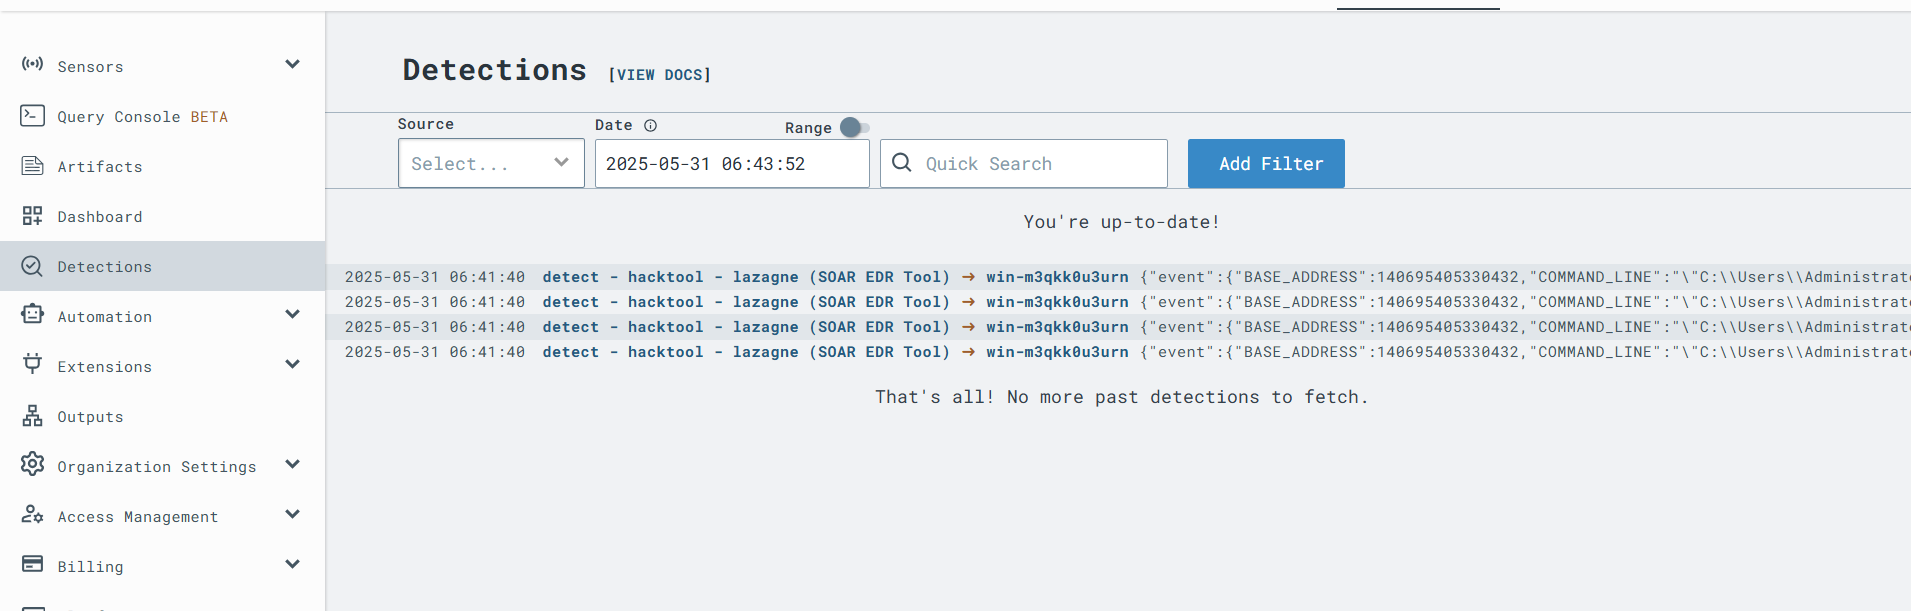 Sensors
Query Console BETA
Artifacts
Dashboard
Detections
Automation
Extensions
Outputs
Organization Settings
Access Management
Billing
Detections [VIEW DOCS]
Source
Date
Range
Select...
2025-05-31 06:43:52
Quick Search
Add Filter
You're up-to-date!
2025-05-31 06:41:40 detect - hacktool - lazagne (SOAR EDR Tool) → win-m3qkk0u3urn {"event":{"BASE_ADDRESS":140695405330432,"COMMAND_LINE":"\"C:\\Users\\Administrat
2025-05-31 06:41:40 detect - hacktool - lazagne (SOAR EDR Tool) → win-m3qkk0u3urn {"event":{"BASE_ADDRESS":140695405330432,"COMMAND_LINE":"\"C:\\Users\\Administrat
2025-05-31 06:41:40 detect - hacktool - lazagne (SOAR EDR Tool) → win-m3qkk0u3urn {"event":{"BASE_ADDRESS":140695405330432,"COMMAND_LINE":"\"C:\\Users\\Administrat
2025-05-31 06:41:40 detect - hacktool - lazagne (SOAR EDR Tool) → win-m3qkk0u3urn {"event":{"BASE_ADDRESS":140695405330432,"COMMAND_LINE":"\"C:\\Users\\Administrat
That's all! No more past detections to fetch.